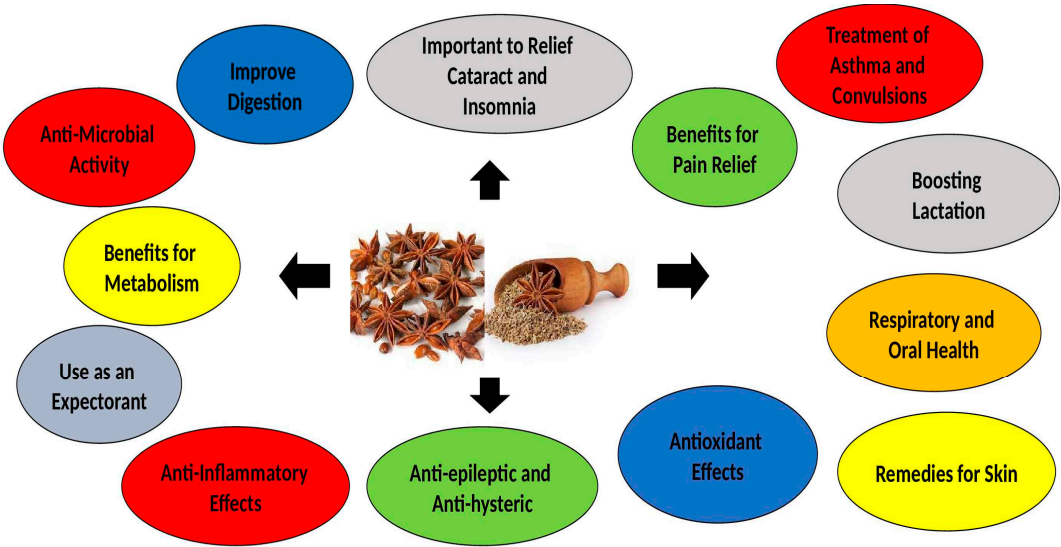 Important to Relief
Cataract and
Insomnia
Treatment of
Asthma and
Convulsions
Improve
Digestion
Anti-Microbial
Activity
Benefits for
Pain Relief
Boosting
Lactation
Benefits for
Metabolism
Respiratory and
Oral Health
Use as an
Expectorant
Anti-Inflammatory
Effects
Anti-epileptic and
Anti-hysteric
Antioxidant
Effects
Remedies for Skin